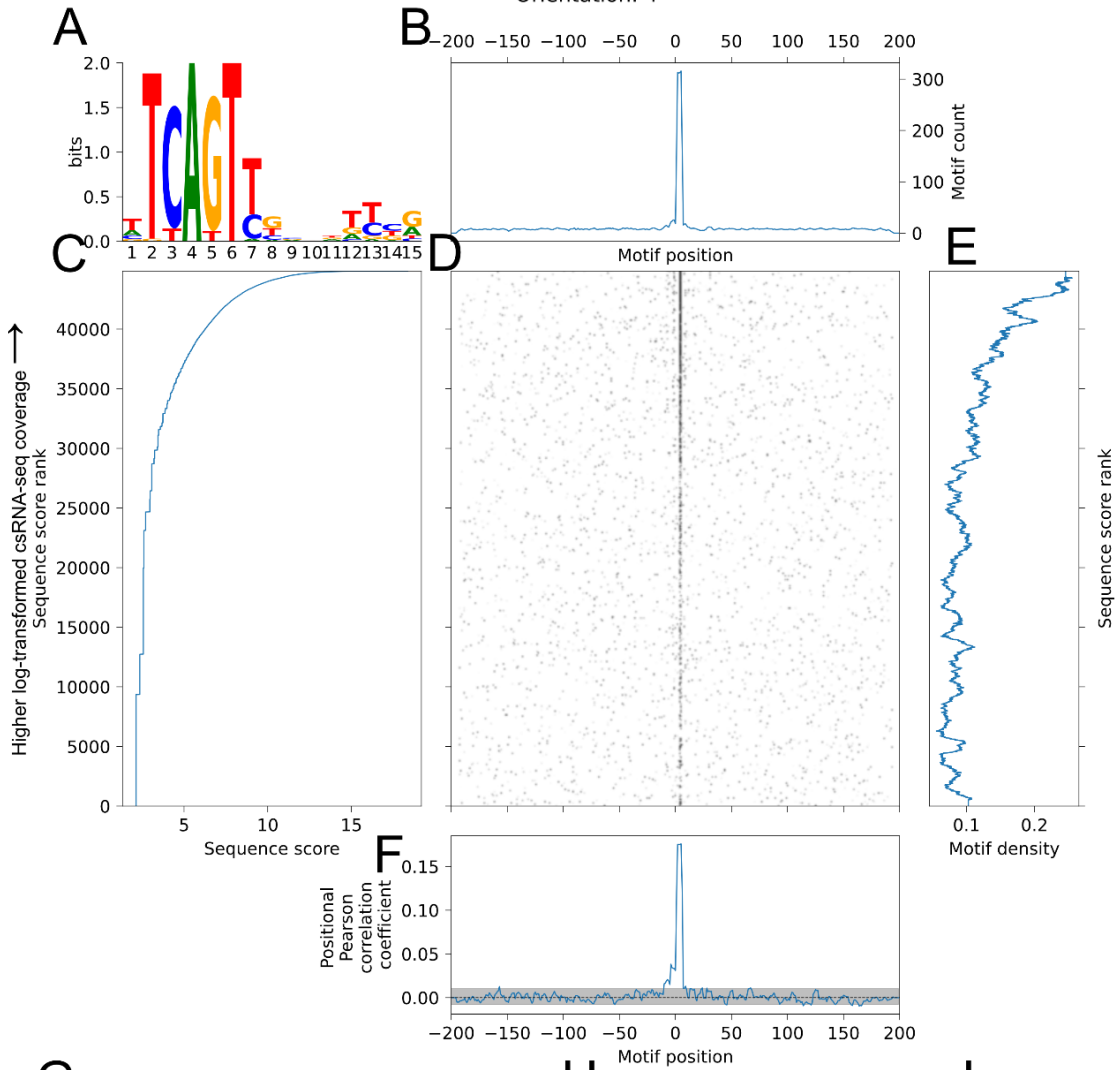 A
B
−200 −150 −100 −50 0 50 100 150 200
2.0
1.5
1.0
0.5
0.0
bits
TCAGT
T
C
1 2 3 4 5 6 7 8 9 10 11 12 13 14 15
300
200
100
0
Motif count
Motif position
C
D
E
Higher log-transformed csRNA-seq coverage →
Sequence score rank
40000
35000
30000
25000
20000
15000
10000
5000
0
5 10 15
Sequence score
Sequence score rank
0.1 0.2
Motif density
F
Positional
Pearson
correlation
coefficient
0.15
0.10
0.05
0.00
−200 −150 −100 −50 0 50 100 150 200
Motif position